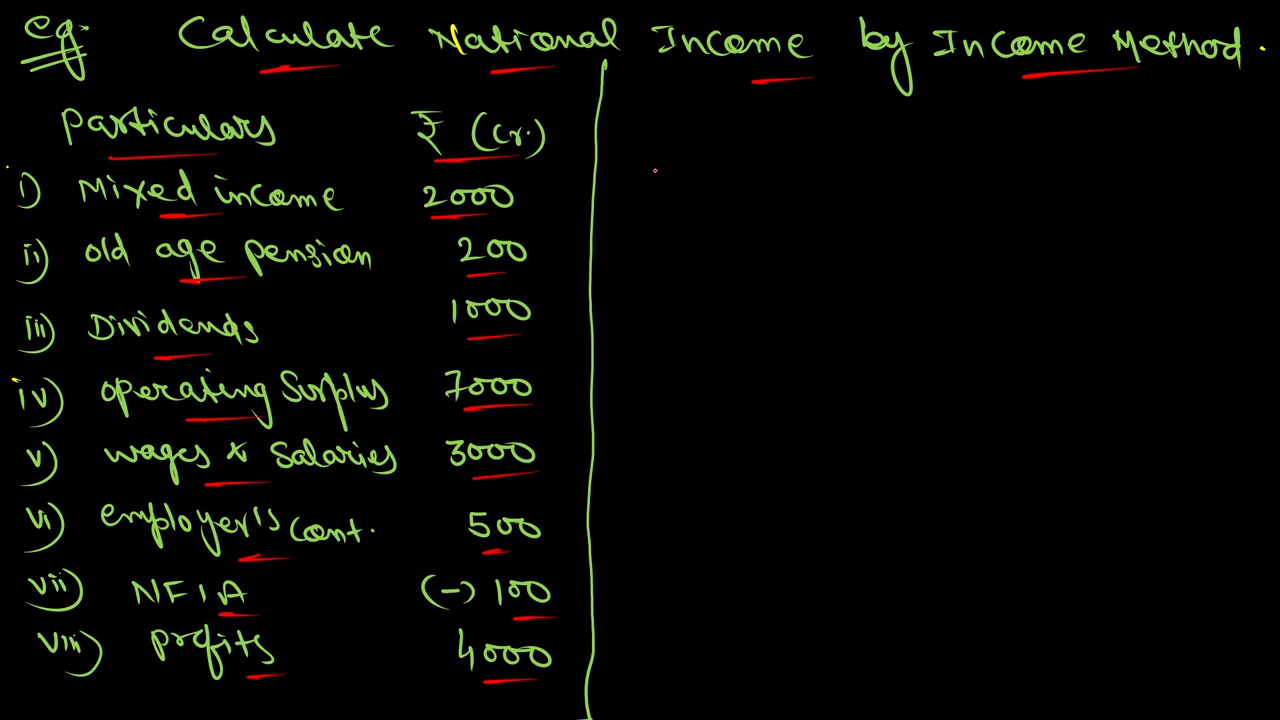 eg:- Calculate National Income by Income Method.
Particulars ₹ (Cr.)
i) Mixed income 2000
ii) old age pension 200
iii) Dividends 1000
iv) operating Surplus 7000
v) wages & Salaries 3000
vi) employer's Cont. 500
vii) NFIA (-) 100
viii) profits 4000